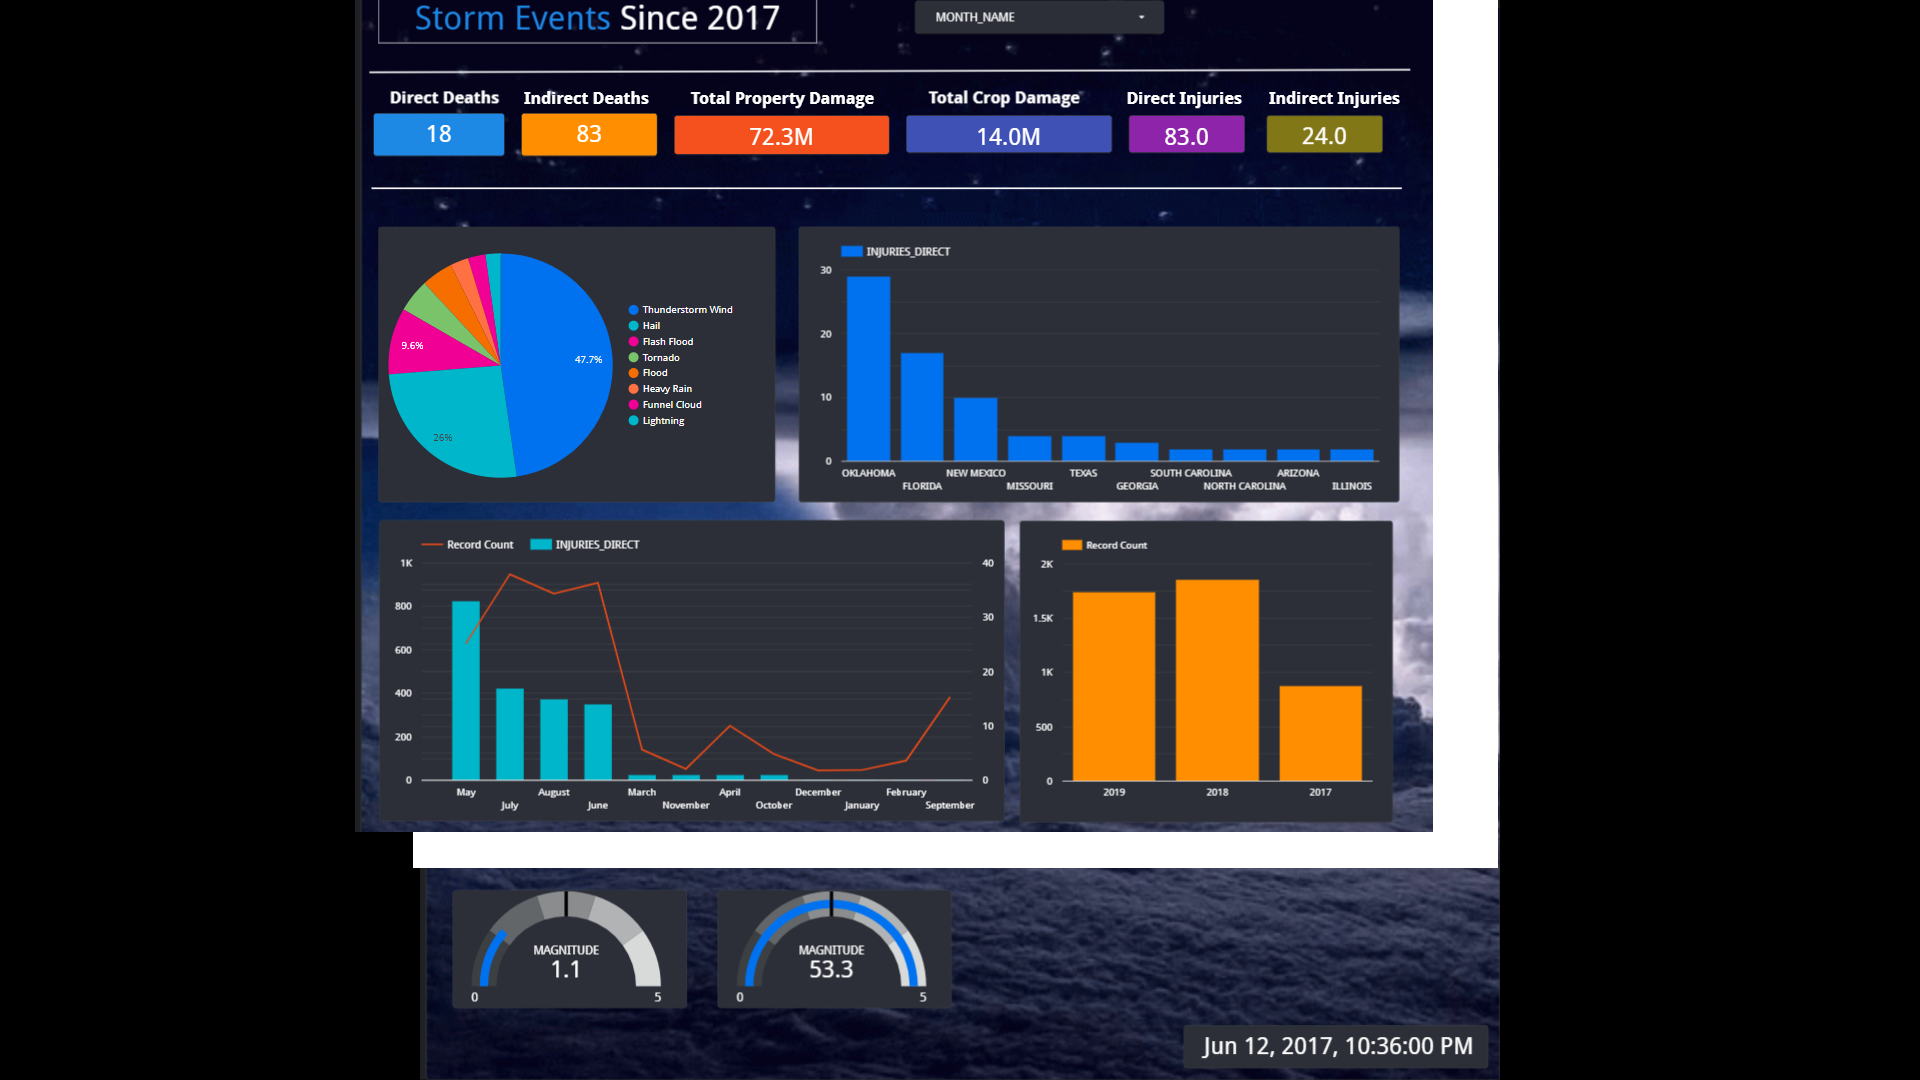 Storm Events Since 2017
MONTH_NAME
Direct Deaths
18
Indirect Deaths
83
Total Property Damage
72.3M
Total Crop Damage
14.0M
Direct Injuries
83.0
Indirect Injuries
24.0
9.6%
47.7%
26%
Thunderstorm Wind
Hail
Flash Flood
Tornado
Flood
Heavy Rain
Funnel Cloud
Lightning
INJURIES_DIRECT
30
20
10
0
OKLAHOMA
FLORIDA
NEW MEXICO
MISSOURI
TEXAS
GEORGIA
SOUTH CAROLINA
NORTH CAROLINA
ARIZONA
ILLINOIS
Record Count
INJURIES_DIRECT
1K
800
600
400
200
0
40
30
20
10
0
May
July
August
June
March
November
April
October
December
January
February
September
Record Count
2K
1.5K
1K
500
0
2019
2018
2017
MAGNITUDE
1.1
0
5
MAGNITUDE
53.3
0
5
Jun 12, 2017, 10:36:00 PM